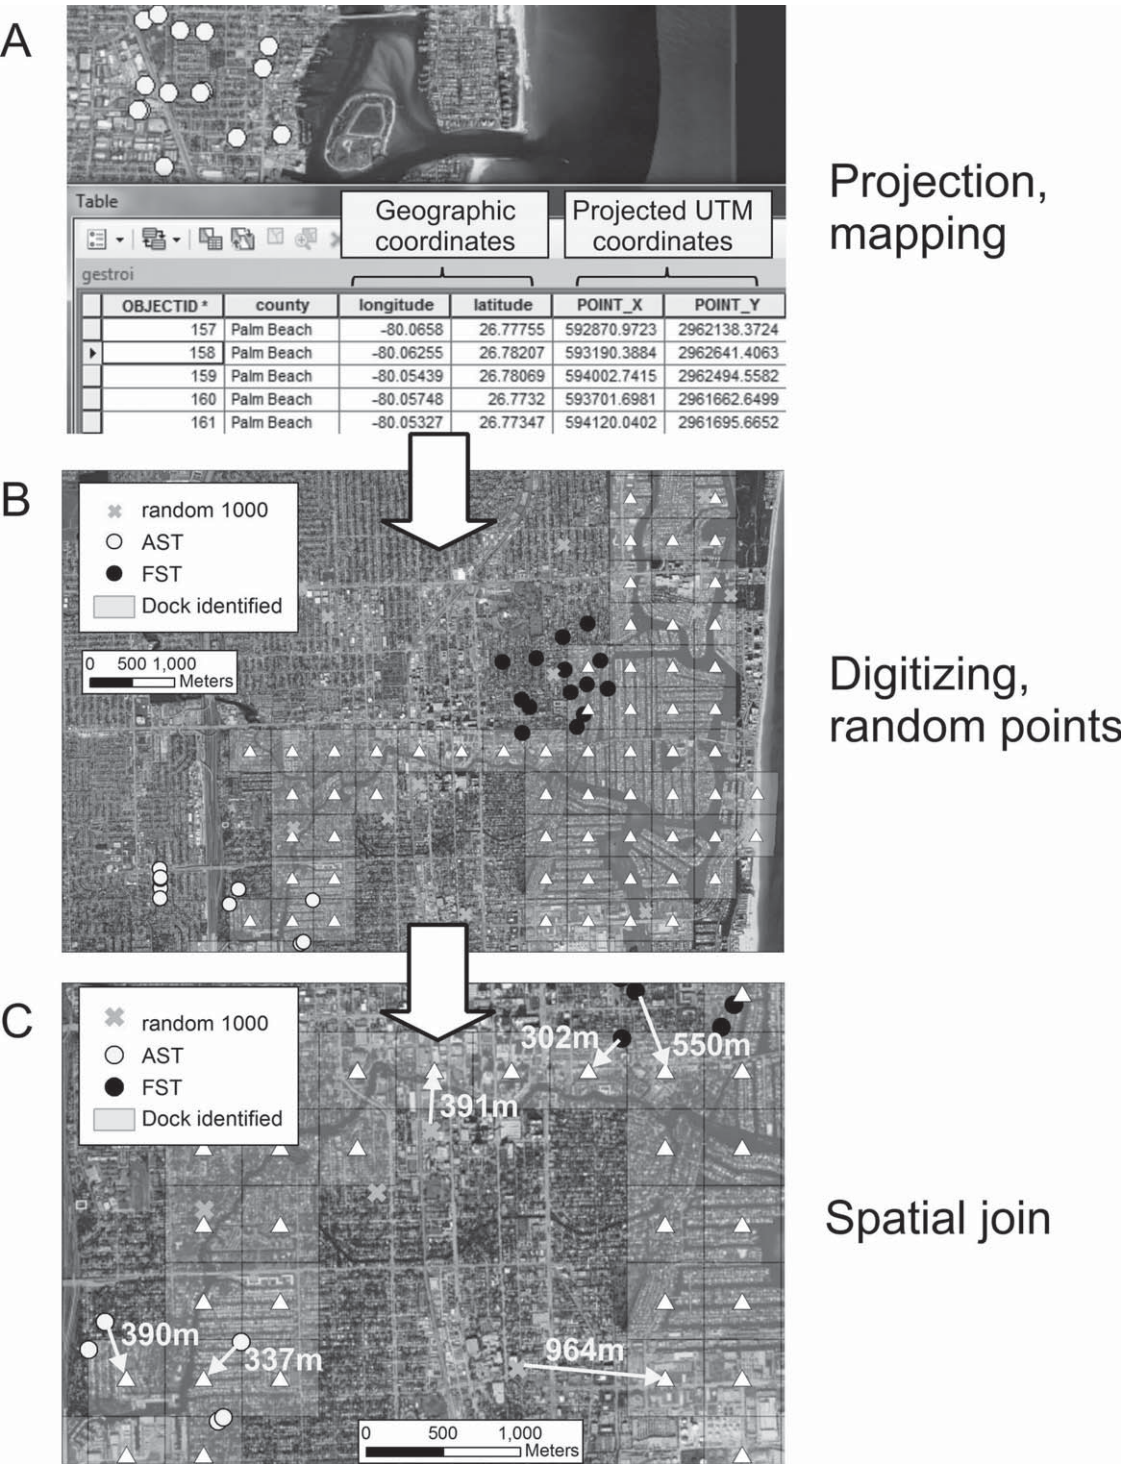 A
Projection,
mapping
Table
Geographic
coordinates
Projected UTM
coordinates
gestroi
OBJECTID * county longitude latitude POINT_X POINT_Y
157 Palm Beach -80.0658 26.77755 592870.9723 2962138.3724
158 Palm Beach -80.06255 26.78207 593190.3884 2962641.4063
159 Palm Beach -80.05439 26.78069 594002.7415 2962494.5582
160 Palm Beach -80.05748 26.7732 593701.6981 2961662.6499
161 Palm Beach -80.05327 26.77347 594120.0402 2961695.6652
B
random 1000
AST
FST
Dock identified
0 500 1,000
Meters
Digitizing,
random points
C
random 1000
AST
FST
Dock identified
302m
550m
391m
Spatial join
390m
337m
964m
0 500 1,000
Meters